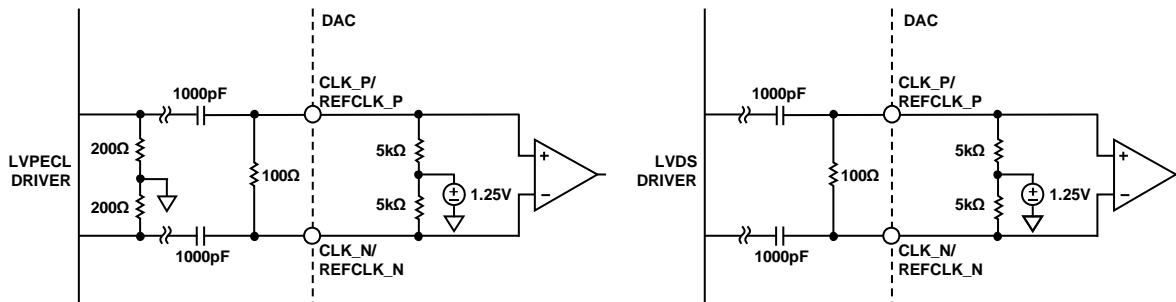 DAC
CLK_P/
REFCLK_P
1000pF
200Ω
LVPECL
DRIVER
200Ω
100Ω
5kΩ
5kΩ
+
−
1.25V
1000pF
CLK_N/
REFCLK_N
DAC
CLK_P/
REFCLK_P
1000pF
LVDS
DRIVER
100Ω
5kΩ
5kΩ
+
−
1.25V
1000pF
CLK_N/
REFCLK_N